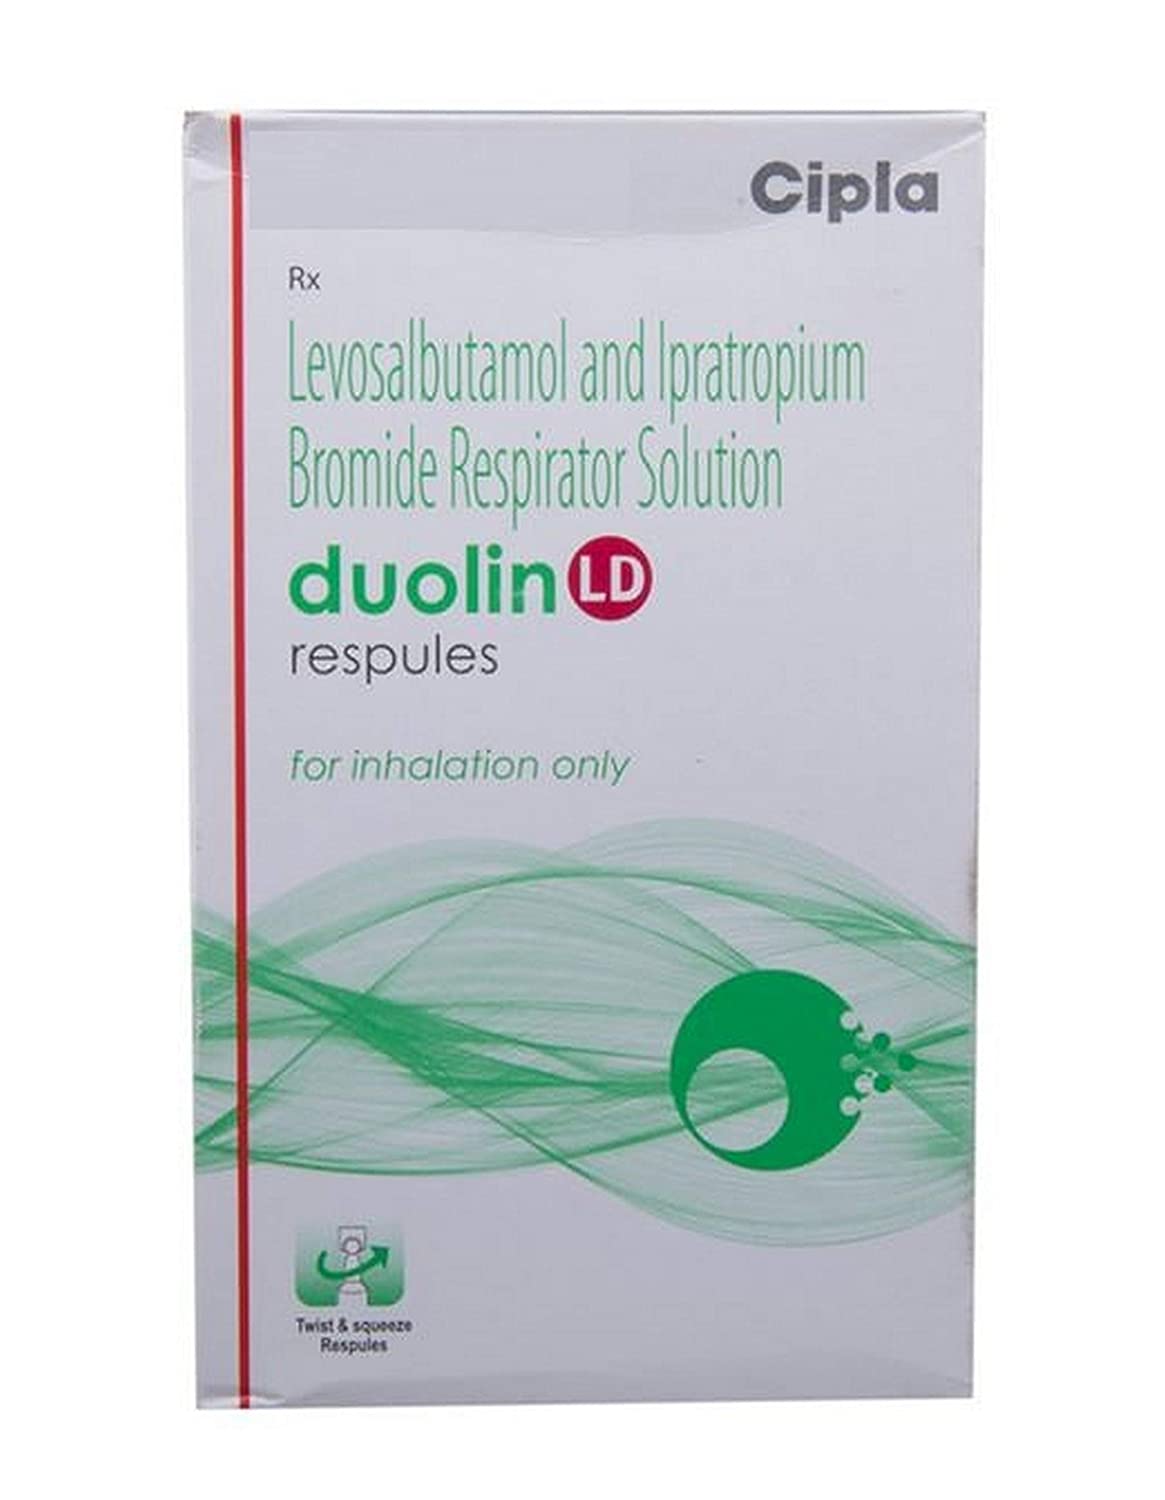 Cipla
Rx
Levosalbutamol and Ipratropium
Bromide Respirator Solution
duolin LD
respules
for inhalation only
Twist & squeeze
Respules